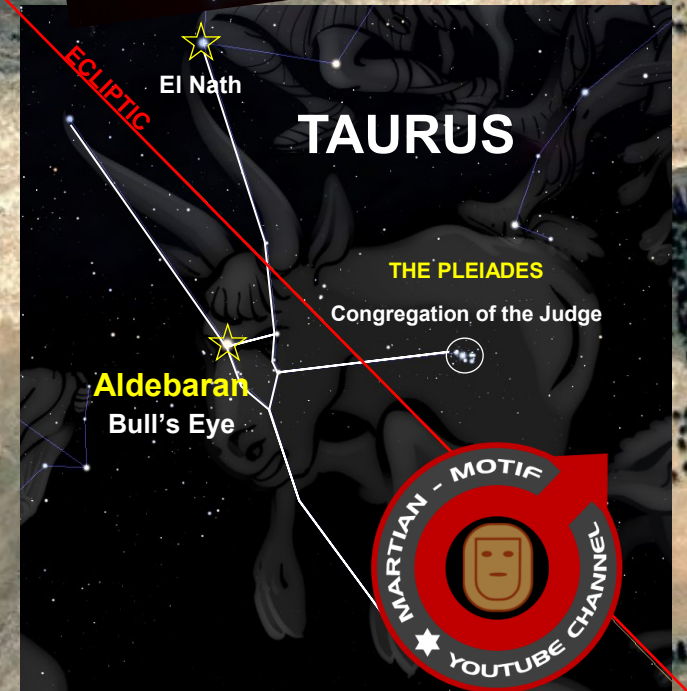 ECLIPTIC
El Nath
TAURUS
THE PLEIADES
Congregation of the Judge
Aldebaran
Bull’s Eye
MARTIAN - MOTIF
YOUTUBE CHANNEL